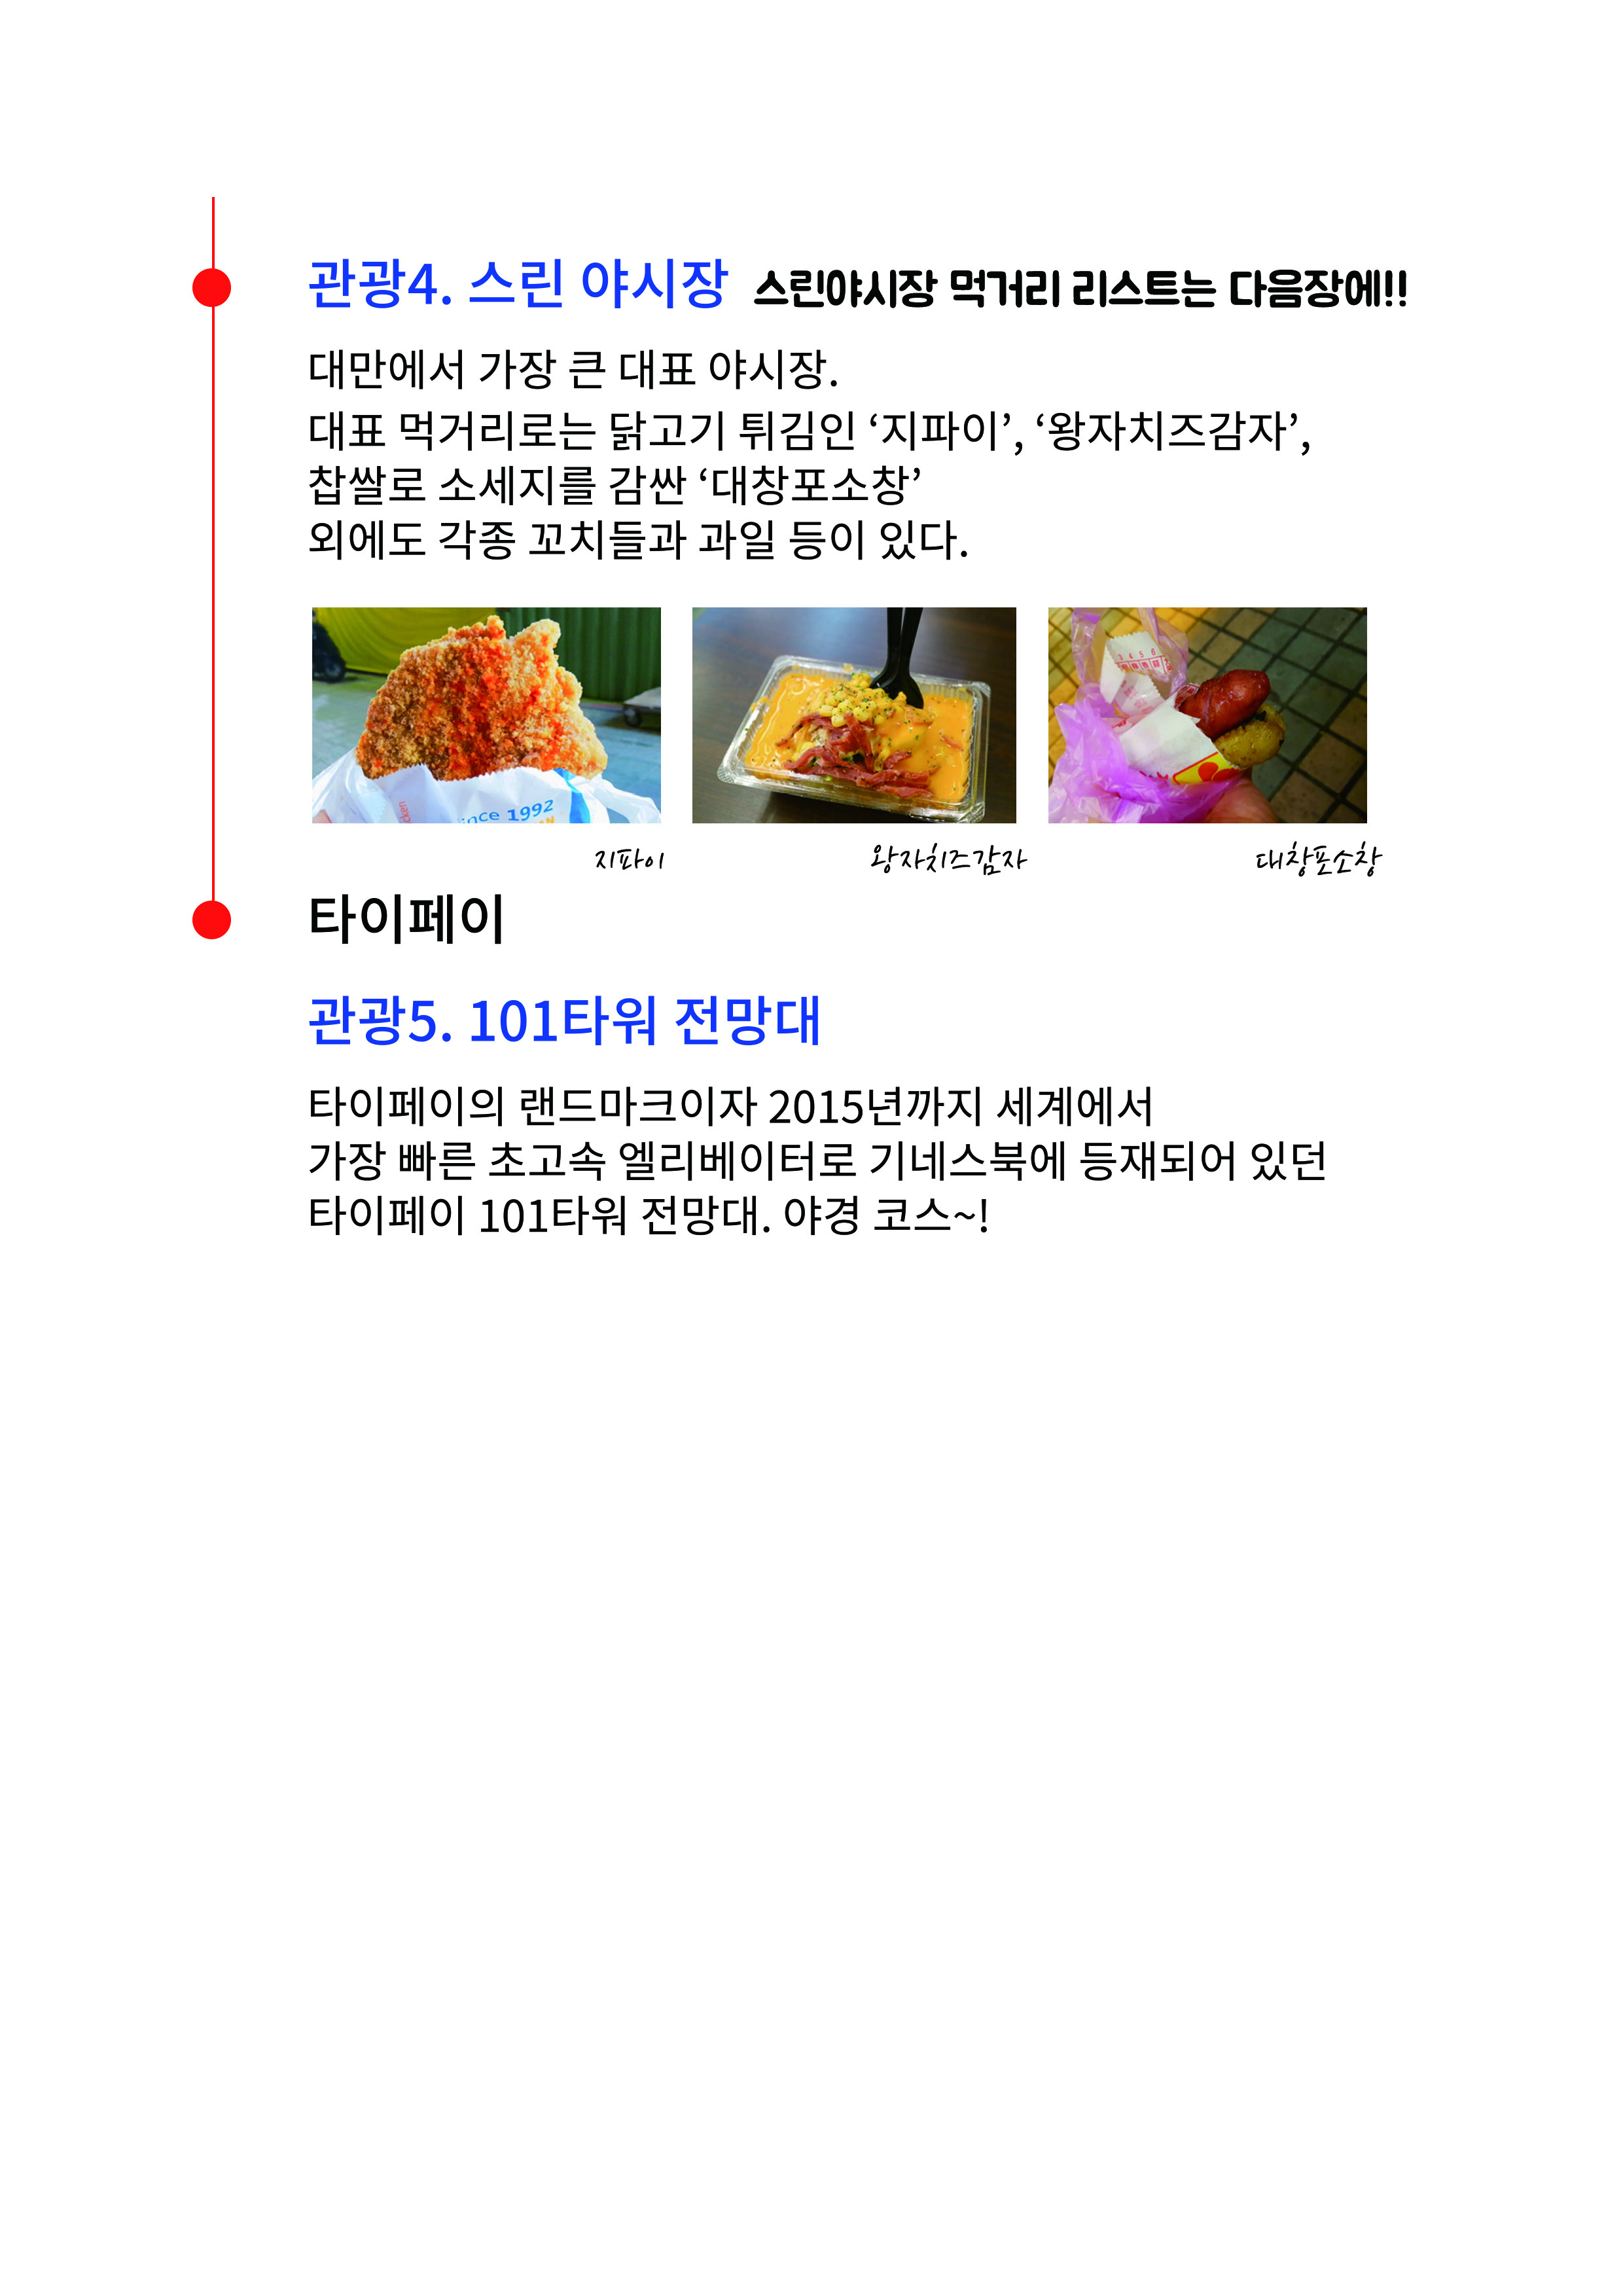 관광4. 스린 야시장 스린야시장 먹거리 리스트는 다음장에!!
대만에서 가장 큰 대표 야시장.
대표 먹거리로는 닭고기 튀김인 ‘지파이’, ‘왕자치즈감자’,
찹쌀로 소세지를 감싼 ‘대창포소창’
외에도 각종 꼬치들과 과일 등이 있다.
since 1992
3 4 5 6
지파이
왕자치즈감자
대창포소창
타이페이
관광5. 101타워 전망대
타이페이의 랜드마크이자 2015년까지 세계에서
가장 빠른 초고속 엘리베이터로 기네스북에 등재되어 있던
타이페이 101타워 전망대. 야경 코스~!